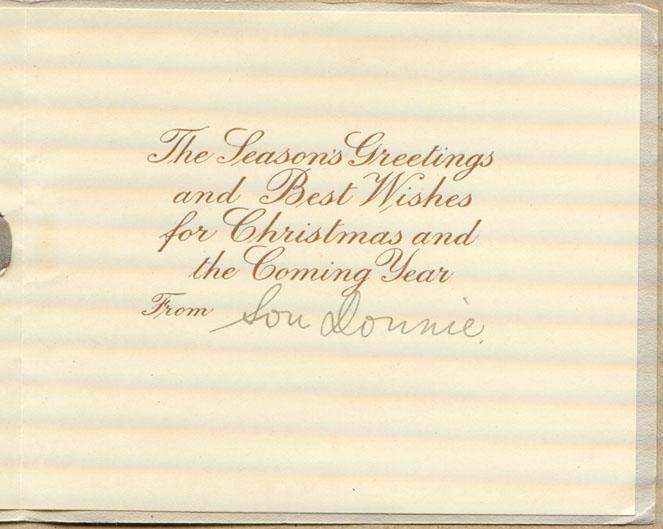 The Season's Greetings
and Best Wishes
for Christmas and
the Coming Year
From Son Donnie.